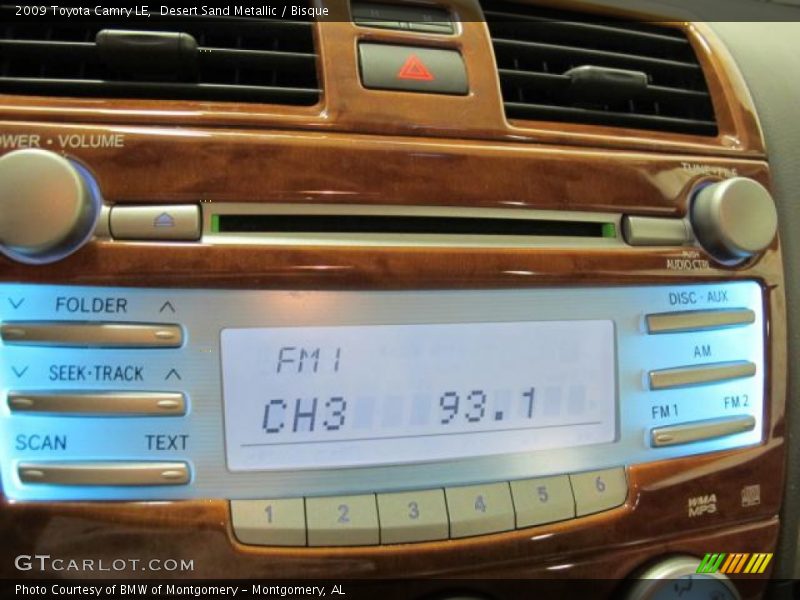 2009 Toyota Camry LE, Desert Sand Metallic / Bisque
POWER • VOLUME
TUNE • FILE
PUSH
AUDIO CTRL
FOLDER
DISC · AUX
SEEK·TRACK
AM
SCAN TEXT
FM1 FM2
FM1
CH3 93.1
1 2 3 4 5 6
WMA
MP3
GTCARLOT.COM
Photo Courtesy of BMW of Montgomery – Montgomery, AL